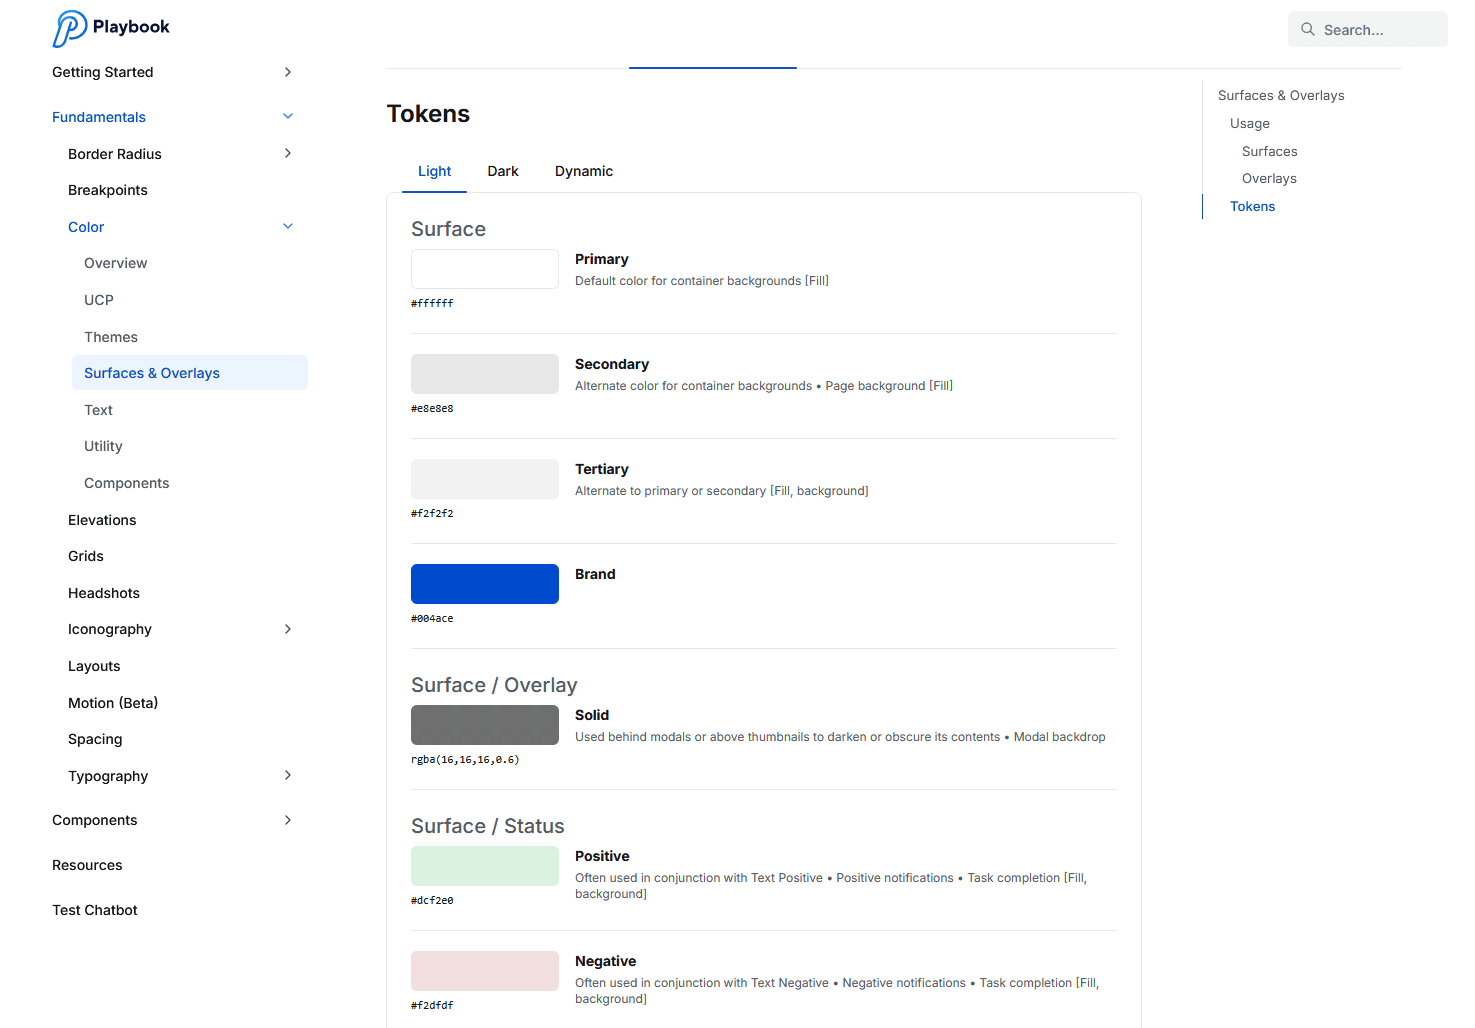 Playbook
Search...
Getting Started
Fundamentals
Border Radius
Breakpoints
Color
Overview
UCP
Themes
Surfaces & Overlays
Text
Utility
Components
Elevations
Grids
Headshots
Iconography
Layouts
Motion (Beta)
Spacing
Typography
Components
Resources
Test Chatbot
Tokens
Light
Dark
Dynamic
Surface
Primary
Default color for container backgrounds [Fill]
#ffffff
Secondary
Alternate color for container backgrounds • Page background [Fill]
#e8e8e8
Tertiary
Alternate to primary or secondary [Fill, background]
#f2f2f2
Brand
#004ace
Surface / Overlay
Solid
Used behind modals or above thumbnails to darken or obscure its contents • Modal backdrop
rgba(16,16,16,0.6)
Surface / Status
Positive
Often used in conjunction with Text Positive • Positive notifications • Task completion [Fill,
background]
#dcf2e0
Negative
Often used in conjunction with Text Negative • Negative notifications • Task completion [Fill,
background]
#f2dfdf
Surfaces & Overlays
Usage
Surfaces
Overlays
Tokens